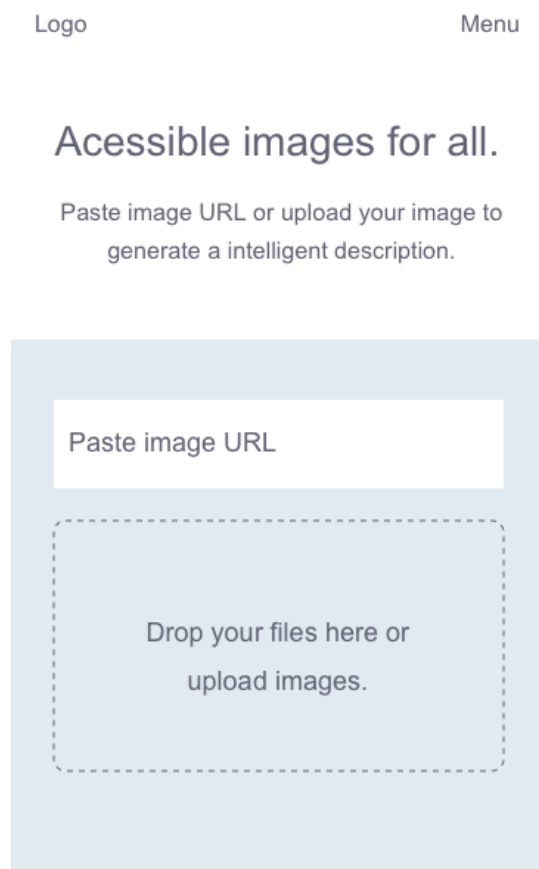 Logo
Menu
Acessible images for all.
Paste image URL or upload your image to
generate a intelligent description.
Paste image URL
Drop your files here or
upload images.